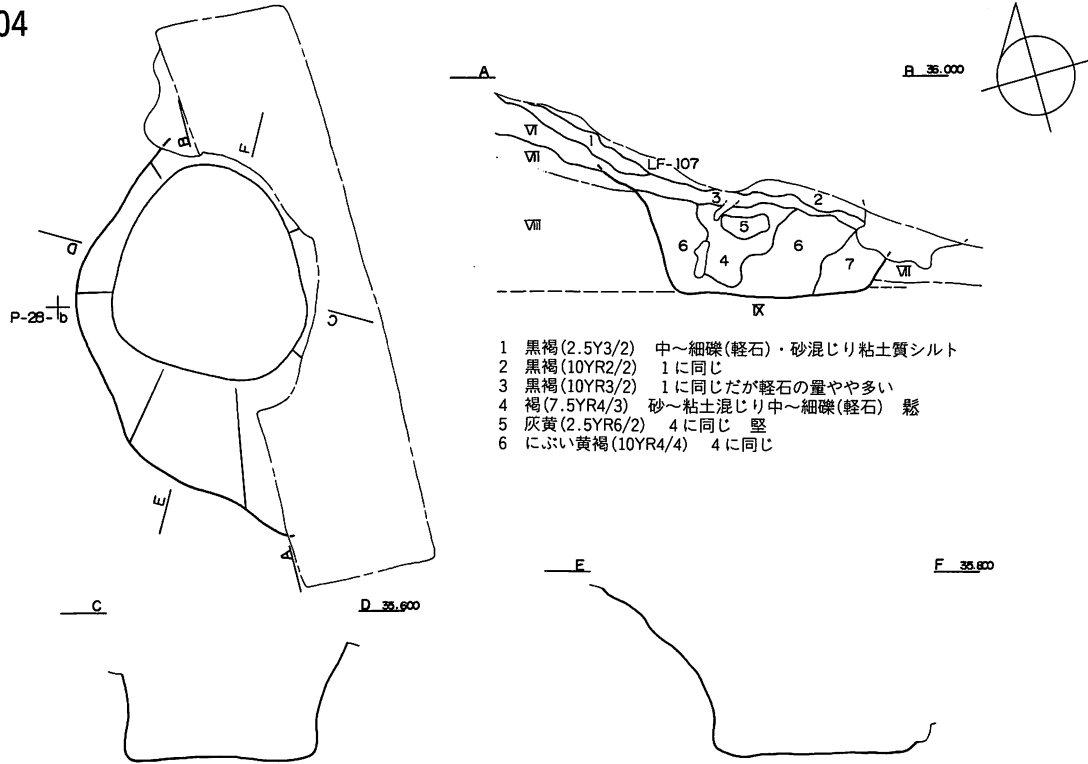 04
A
B 36.000
Ⅵ
1
Ⅶ
LF-107
3
2
5
Ⅷ
6
6
4
7
Ⅶ
Ⅸ
B
F
D
P-28-b
C
E
A
1 黒褐(2.5Y3/2) 中～細礫(軽石)・砂混じり粘土質シルト
2 黒褐(10YR2/2) 1に同じ
3 黒褐(10YR3/2) 1に同じだが軽石の量やや多い
4 褐(7.5YR4/3) 砂～粘土混じり中～細礫(軽石) 鬆
5 灰黄(2.5YR6/2) 4に同じ 堅
6 にぶい黄褐(10YR4/4) 4に同じ
C
D 35.600
E
F 35.800